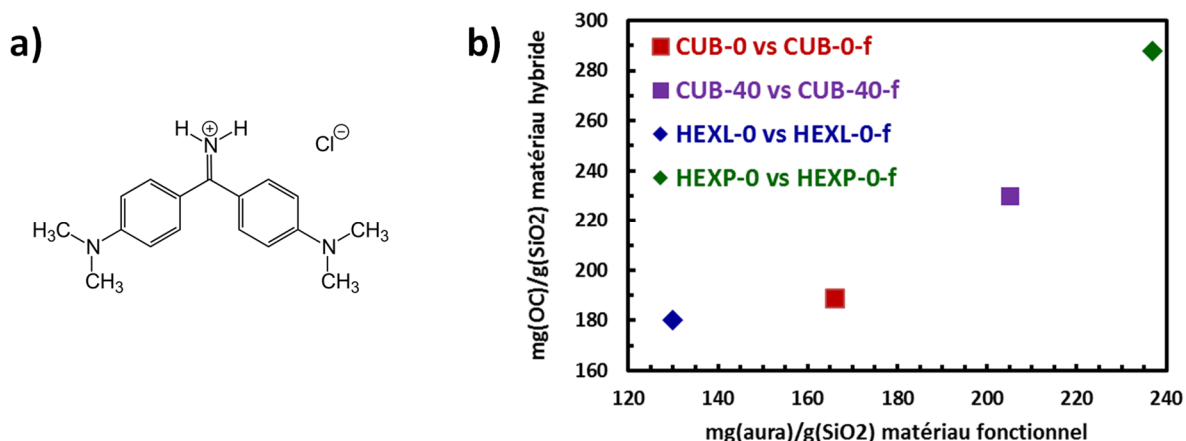 a)
H
H
⊕
N
Cl⊖
H3C
N
CH3
N
CH3
CH3
b)
mg(OC)/g(SiO2) matériau hybride
300
280
260
240
220
200
180
160
CUB-0 vs CUB-0-f
CUB-40 vs CUB-40-f
HEXL-0 vs HEXL-0-f
HEXP-0 vs HEXP-0-f
120 140 160 180 200 220 240
mg(aura)/g(SiO2) matériau fonctionnel